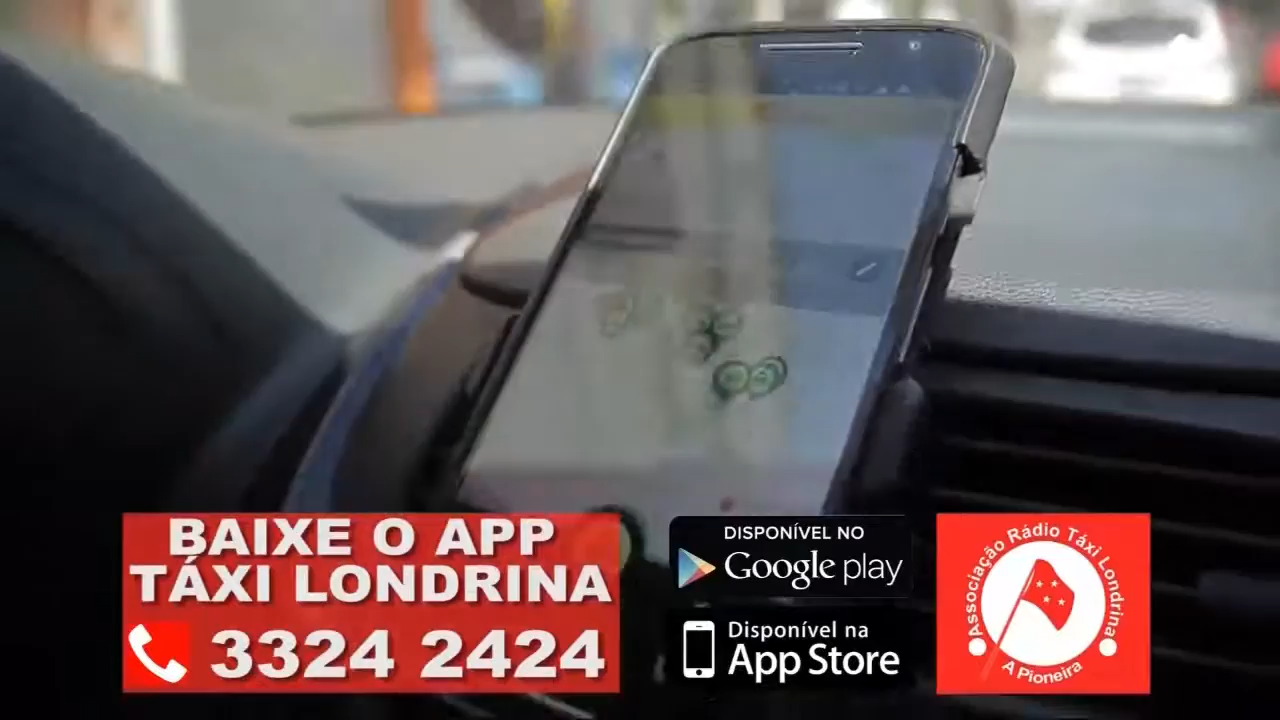 BAIXE O APP
TÁXI LONDRINA
3324 2424
DISPONÍVEL NO
Google play
Disponível na
App Store
Associação Rádio Táxi Londrina
A Pioneira